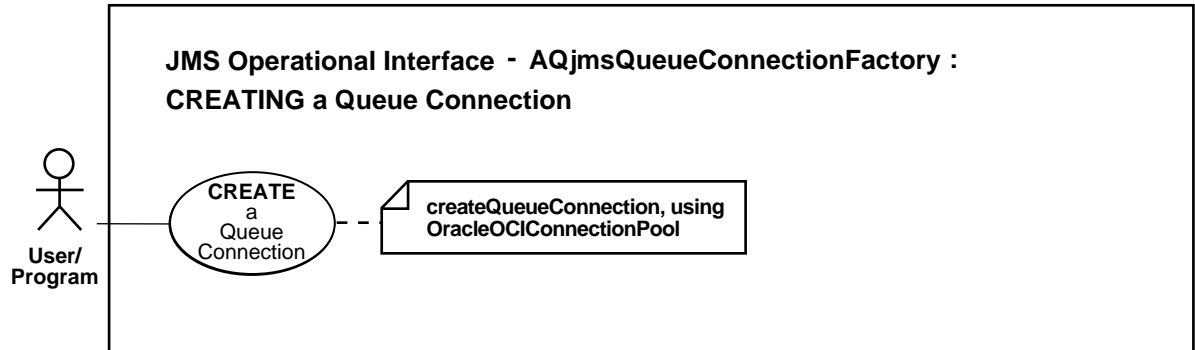 JMS Operational Interface - AQjmsQueueConnectionFactory :
CREATING a Queue Connection
User/
Program
CREATE
a
Queue
Connection
createQueueConnection, using
OracleOCIConnectionPool